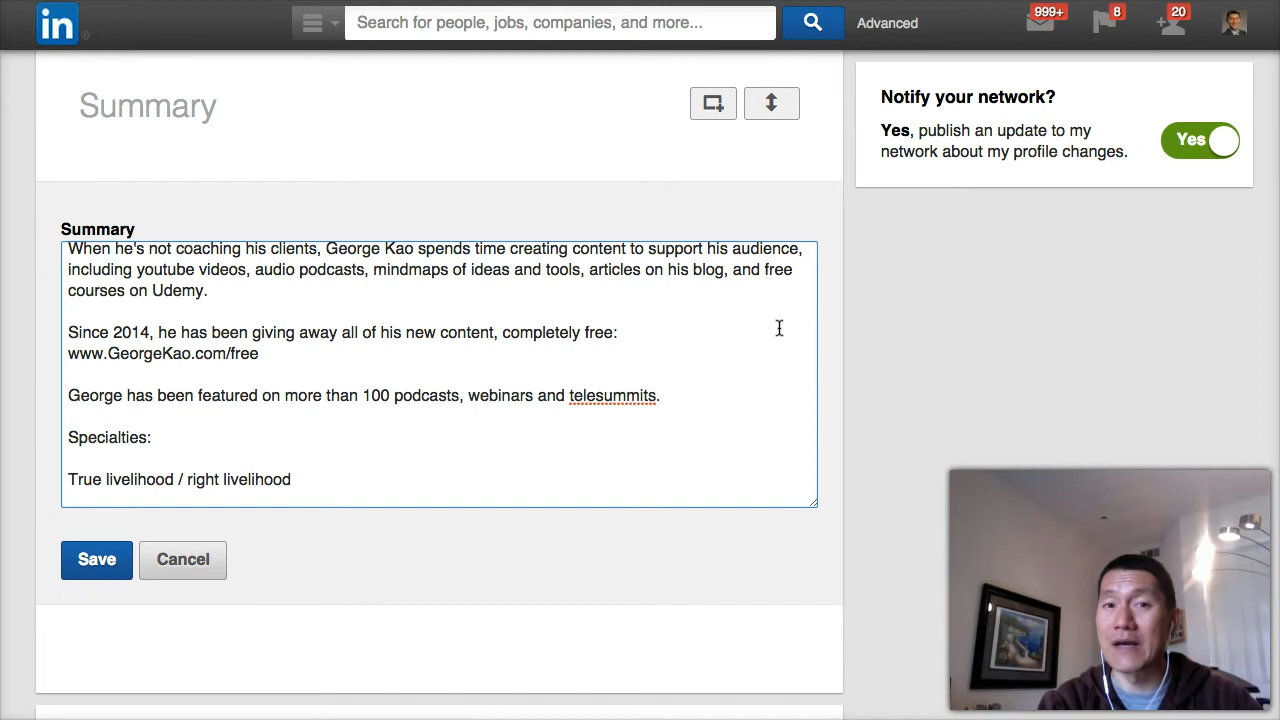 in
Search for people, jobs, companies, and more...
Advanced
999+
8
20
Summary
Notify your network?
Yes, publish an update to my
network about my profile changes.
Yes
Summary
When he's not coaching his clients, George Kao spends time creating content to support his audience,
including youtube videos, audio podcasts, mindmaps of ideas and tools, articles on his blog, and free
courses on Udemy.
Since 2014, he has been giving away all of his new content, completely free:
www.GeorgeKao.com/free
George has been featured on more than 100 podcasts, webinars and telesummits.
Specialties:
True livelihood / right livelihood
Save
Cancel